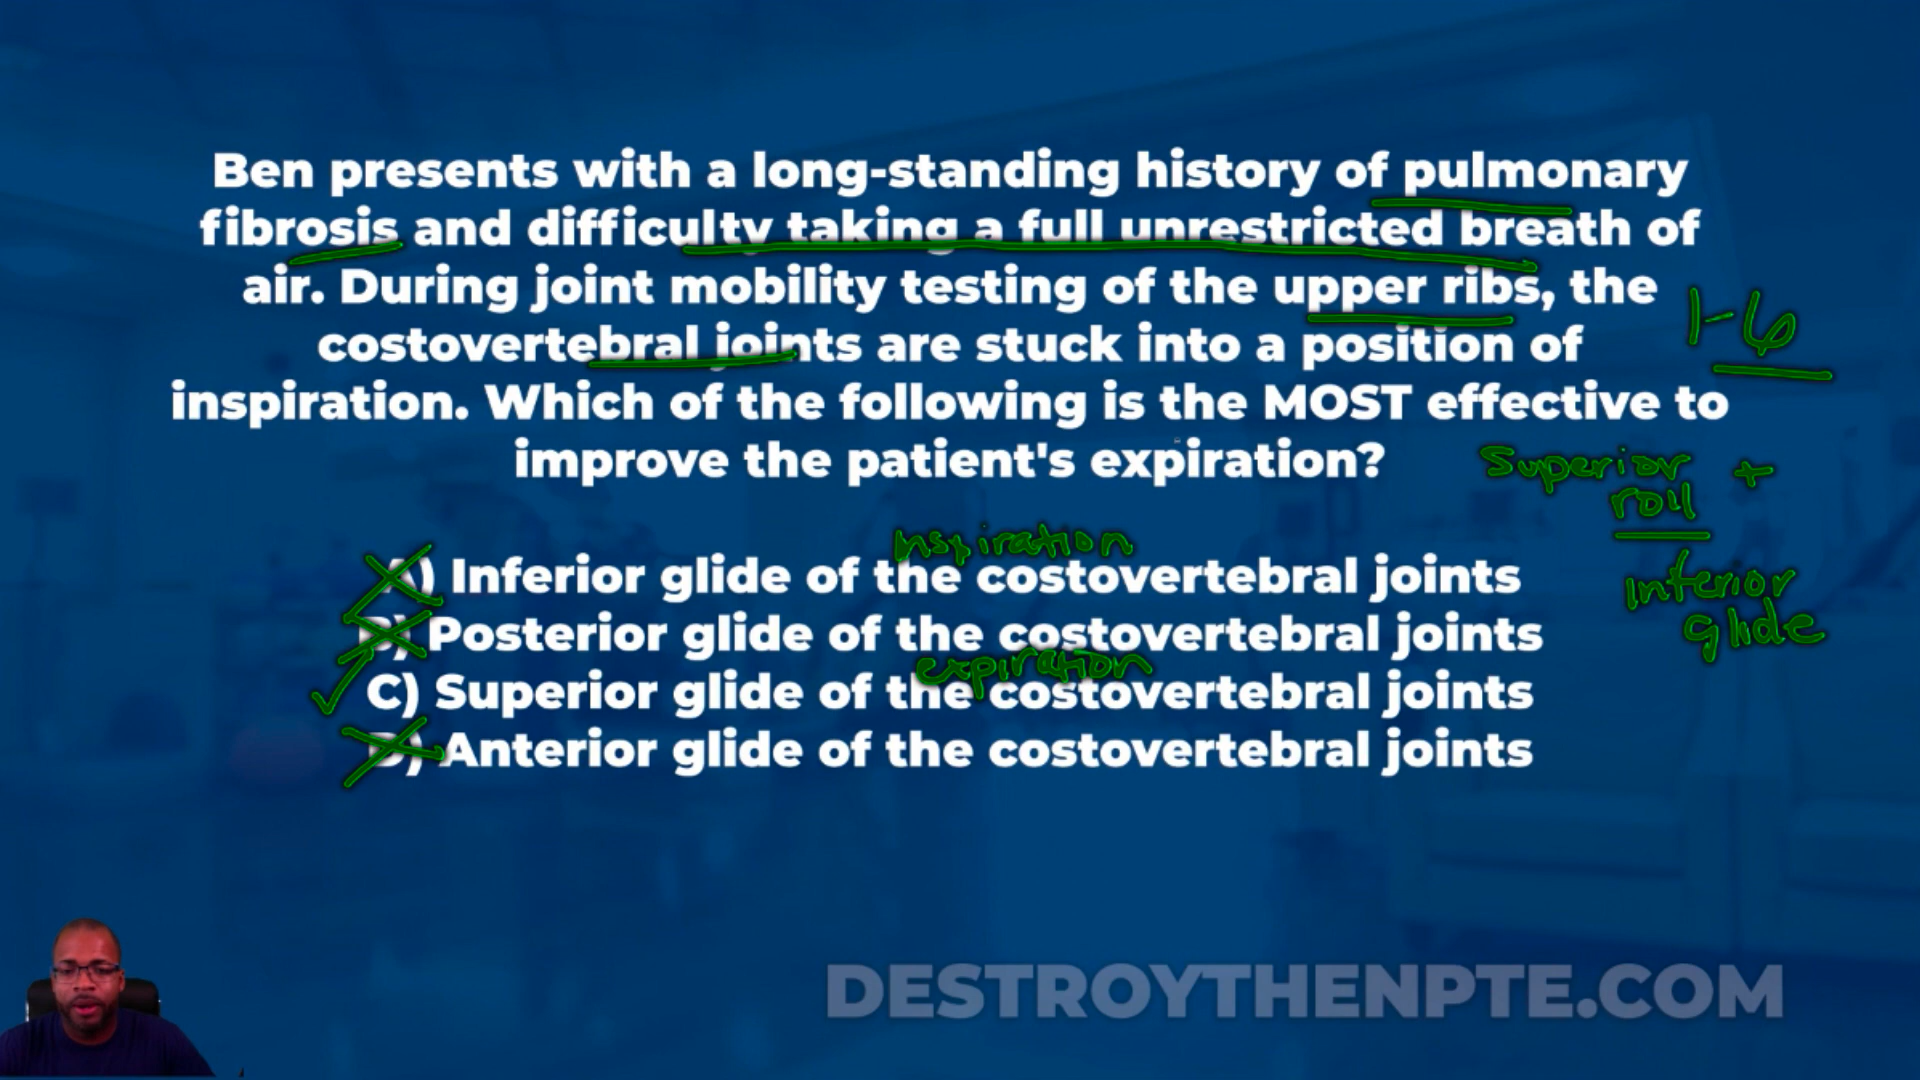 Ben presents with a long-standing history of pulmonary
fibrosis and difficulty taking a full unrestricted breath of
air. During joint mobility testing of the upper ribs, the
costovertebral joints are stuck into a position of
inspiration. Which of the following is the MOST effective to
improve the patient's expiration?
1-6
Superior +
roll
inferior
glide
inspiration
A) Inferior glide of the costovertebral joints
B) Posterior glide of the costovertebral joints
expiration
C) Superior glide of the costovertebral joints
D) Anterior glide of the costovertebral joints
DESTROYTHENPTE.COM